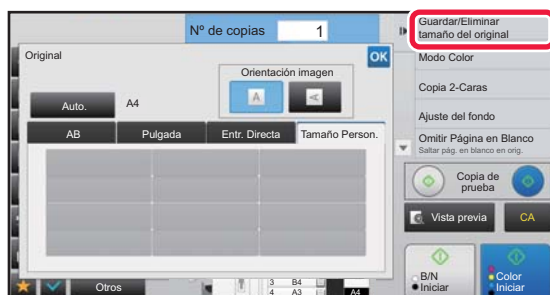 Nº de copias
1
Original
OK
Orientación imagen
A
A
Auto.
A4
AB
Pulgada
Entr. Directa
Tamaño Person.
Guardar/Eliminar
tamaño del original
Modo Color
Copia 2-Caras
Ajuste del fondo
Omitir Página en Blanco
Saltar pág. en blanco en orig.
Copia de
prueba
Vista previa
CA
B/N
Iniciar
Color
Iniciar
Otros
3 B4
4 A3
A4